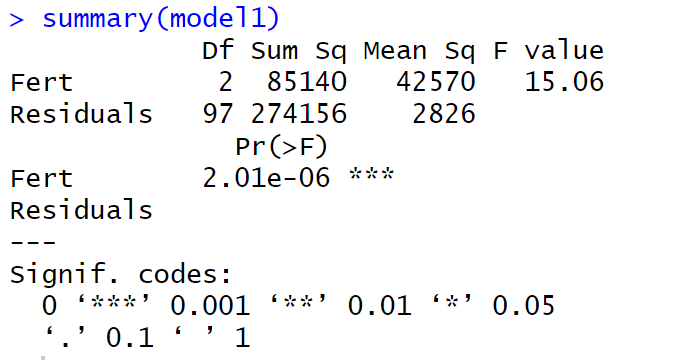 > summary(model1)
            Df Sum Sq Mean Sq F value
Fert         2  85140   42570   15.06
Residuals   97 274156    2826
              Pr(>F)
Fert        2.01e-06 ***
Residuals
---
Signif. codes:
  0 ‘***’ 0.001 ‘**’ 0.01 ‘*’ 0.05
  ‘.’ 0.1 ‘ ’ 1